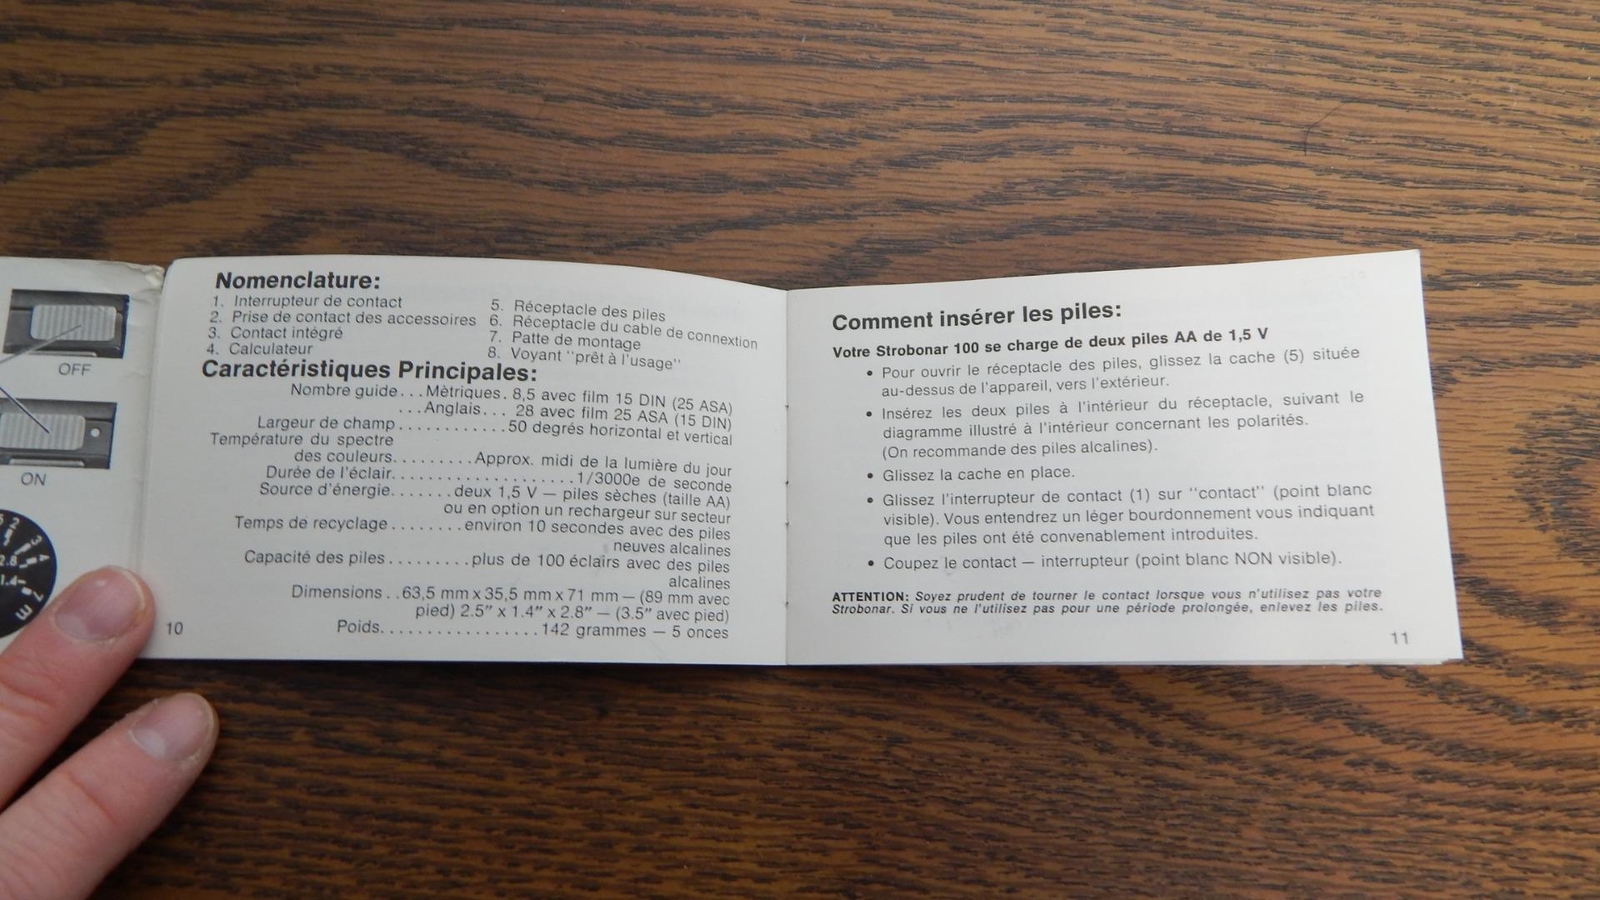 OFF
ON
2
4
2.8
1.4
7
m
Nomenclature:
1. Interrupteur de contact
2. Prise de contact des accessoires
3. Contact intégré
4. Calculateur
5. Réceptacle des piles
6. Réceptacle du cable de connextion
7. Patte de montage
8. Voyant "prêt à l'usage"
Caractéristiques Principales:
Nombre guide...Mètriques. 8,5 avec film 15 DIN (25 ASA)
...Anglais... 28 avec film 25 ASA (15 DIN)
Largeur de champ............50 degrés horizontal et vertical
Température du spectre
des couleurs.........Approx. midi de la lumière du jour
Durée de l'éclair....................1/3000e de seconde
Source d'énergie.......deux 1,5 V — piles sèches (taille AA)
ou en option un rechargeur sur secteur
Temps de recyclage........environ 10 secondes avec des piles
neuves alcalines
Capacité des piles.........plus de 100 éclairs avec des piles
alcalines
Dimensions..63,5 mm x 35,5 mm x 71 mm — (89 mm avec
pied) 2.5" x 1.4" x 2.8" — (3.5" avec pied)
Poids.................142 grammes — 5 onces
10
Comment insérer les piles:
Votre Strobonar 100 se charge de deux piles AA de 1,5 V
• Pour ouvrir le réceptacle des piles, glissez la cache (5) située
au-dessus de l'appareil, vers l'extérieur.
• Insérez les deux piles à l'intérieur du réceptacle, suivant le
diagramme illustré à l'intérieur concernant les polarités.
(On recommande des piles alcalines).
• Glissez la cache en place.
• Glissez l'interrupteur de contact (1) sur "contact" (point blanc
visible). Vous entendrez un léger bourdonnement vous indiquant
que les piles ont été convenablement introduites.
• Coupez le contact — interrupteur (point blanc NON visible).
ATTENTION: Soyez prudent de tourner le contact lorsque vous n'utilisez pas votre
Strobonar. Si vous ne l'utilisez pas pour une période prolongée, enlevez les piles.
11